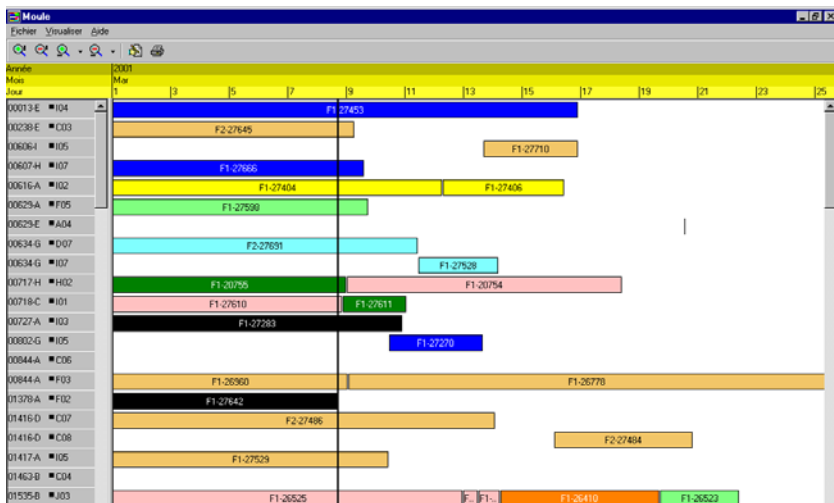 Moule
Fichier Visualiser Aide
Année 2001
Mois Mar
Jour 1 3 5 7 9 11 13 15 17 19 21 23 25
00013-E I04 F1-27453
00238-E C03 F2-27645
00606-I I05 F1-27710
00607-H I07 F1-27666
00616-A I02 F1-27404 F1-27406
00629-A F05 F1-27598
00629-E A04
00634-G D07 F2-27691
00634-G I07 F1-27528
00717-H H02 F1-20755 F1-20754
00718-C I01 F1-27610 F1-27611
00727-A I03 F1-27283
00802-G I05 F1-27270
00844-A C06
00844-A F03 F1-26960 F1-26778
01378-A F02 F1-27642
01416-D C07 F2-27486
01416-D C08 F2-27484
01417-A I05 F1-27529
01463-B C04
01535-B J03 F1-26525 F... F1-... F1-26410 F1-26523